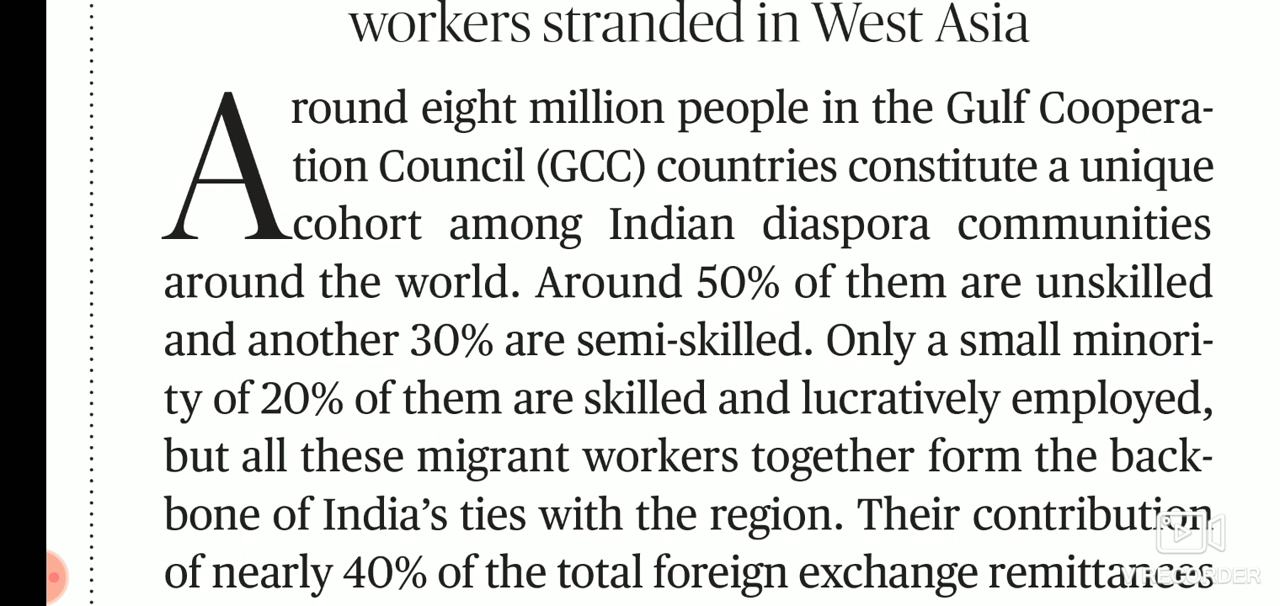 workers stranded in West Asia
Around eight million people in the Gulf Coopera-
tion Council (GCC) countries constitute a unique
cohort among Indian diaspora communities
around the world. Around 50% of them are unskilled
and another 30% are semi-skilled. Only a small minori-
ty of 20% of them are skilled and lucratively employed,
but all these migrant workers together form the back-
bone of India’s ties with the region. Their contribution
of nearly 40% of the total foreign exchange remittances
VRECORDER